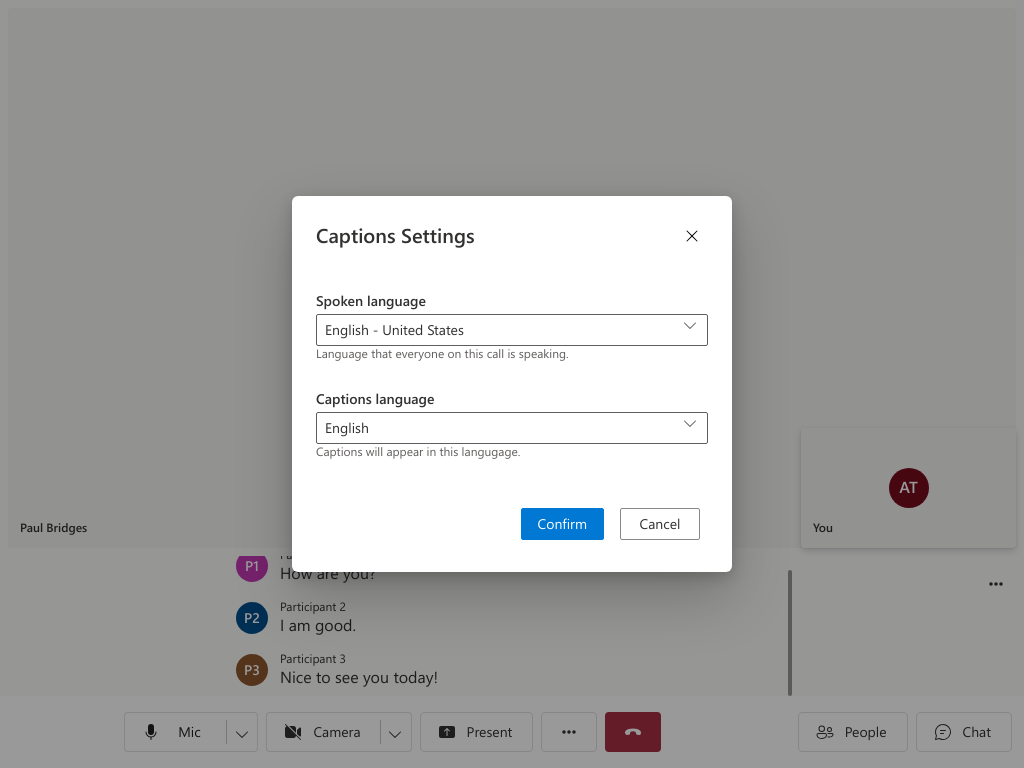 Captions Settings
Spoken language
English - United States
Language that everyone on this call is speaking.
Captions language
English
Captions will appear in this langugage.
Confirm
Cancel
Paul Bridges
AT
You
P1
How are you?
P2
Participant 2
I am good.
P3
Participant 3
Nice to see you today!
Mic
Camera
Present
People
Chat